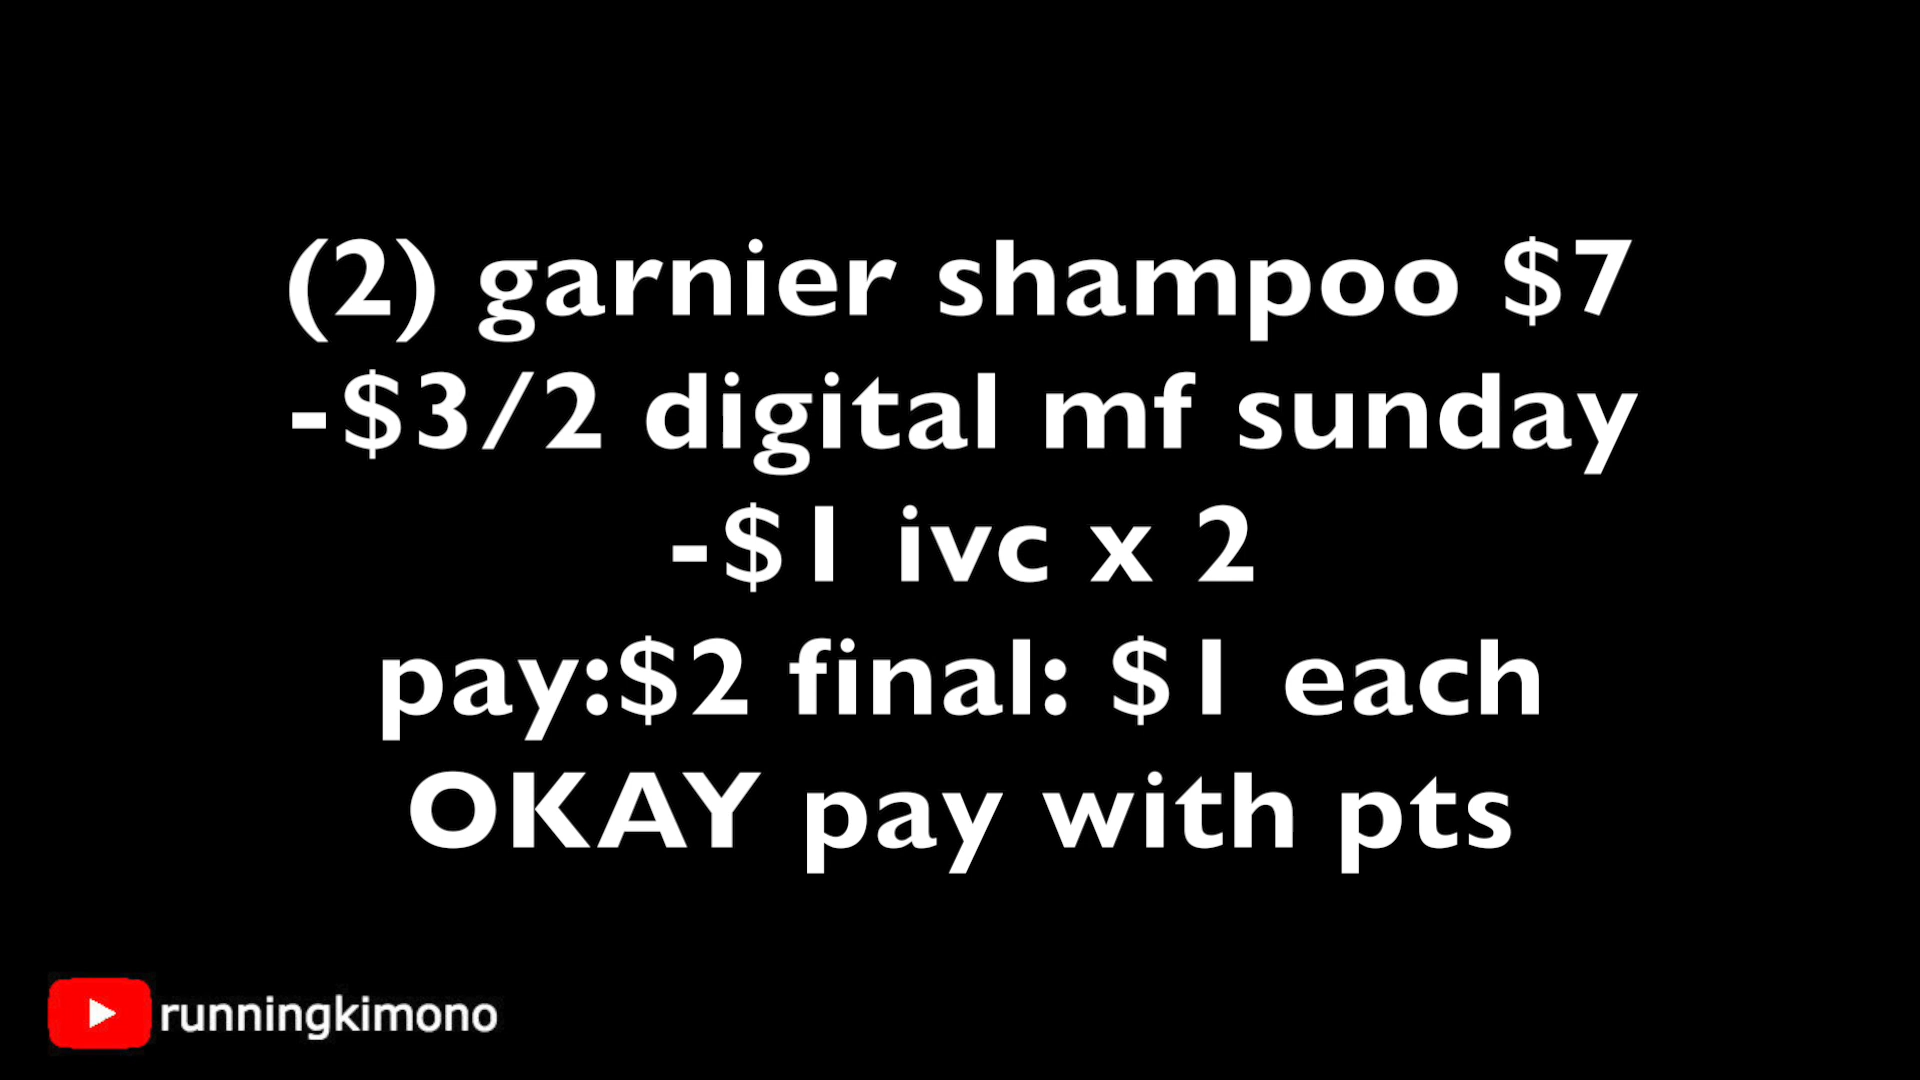 (2) garnier shampoo $7
-$3/2 digital mf sunday
-$1 ivc x 2
pay:$2 final: $1 each
OKAY pay with pts
runningkimono